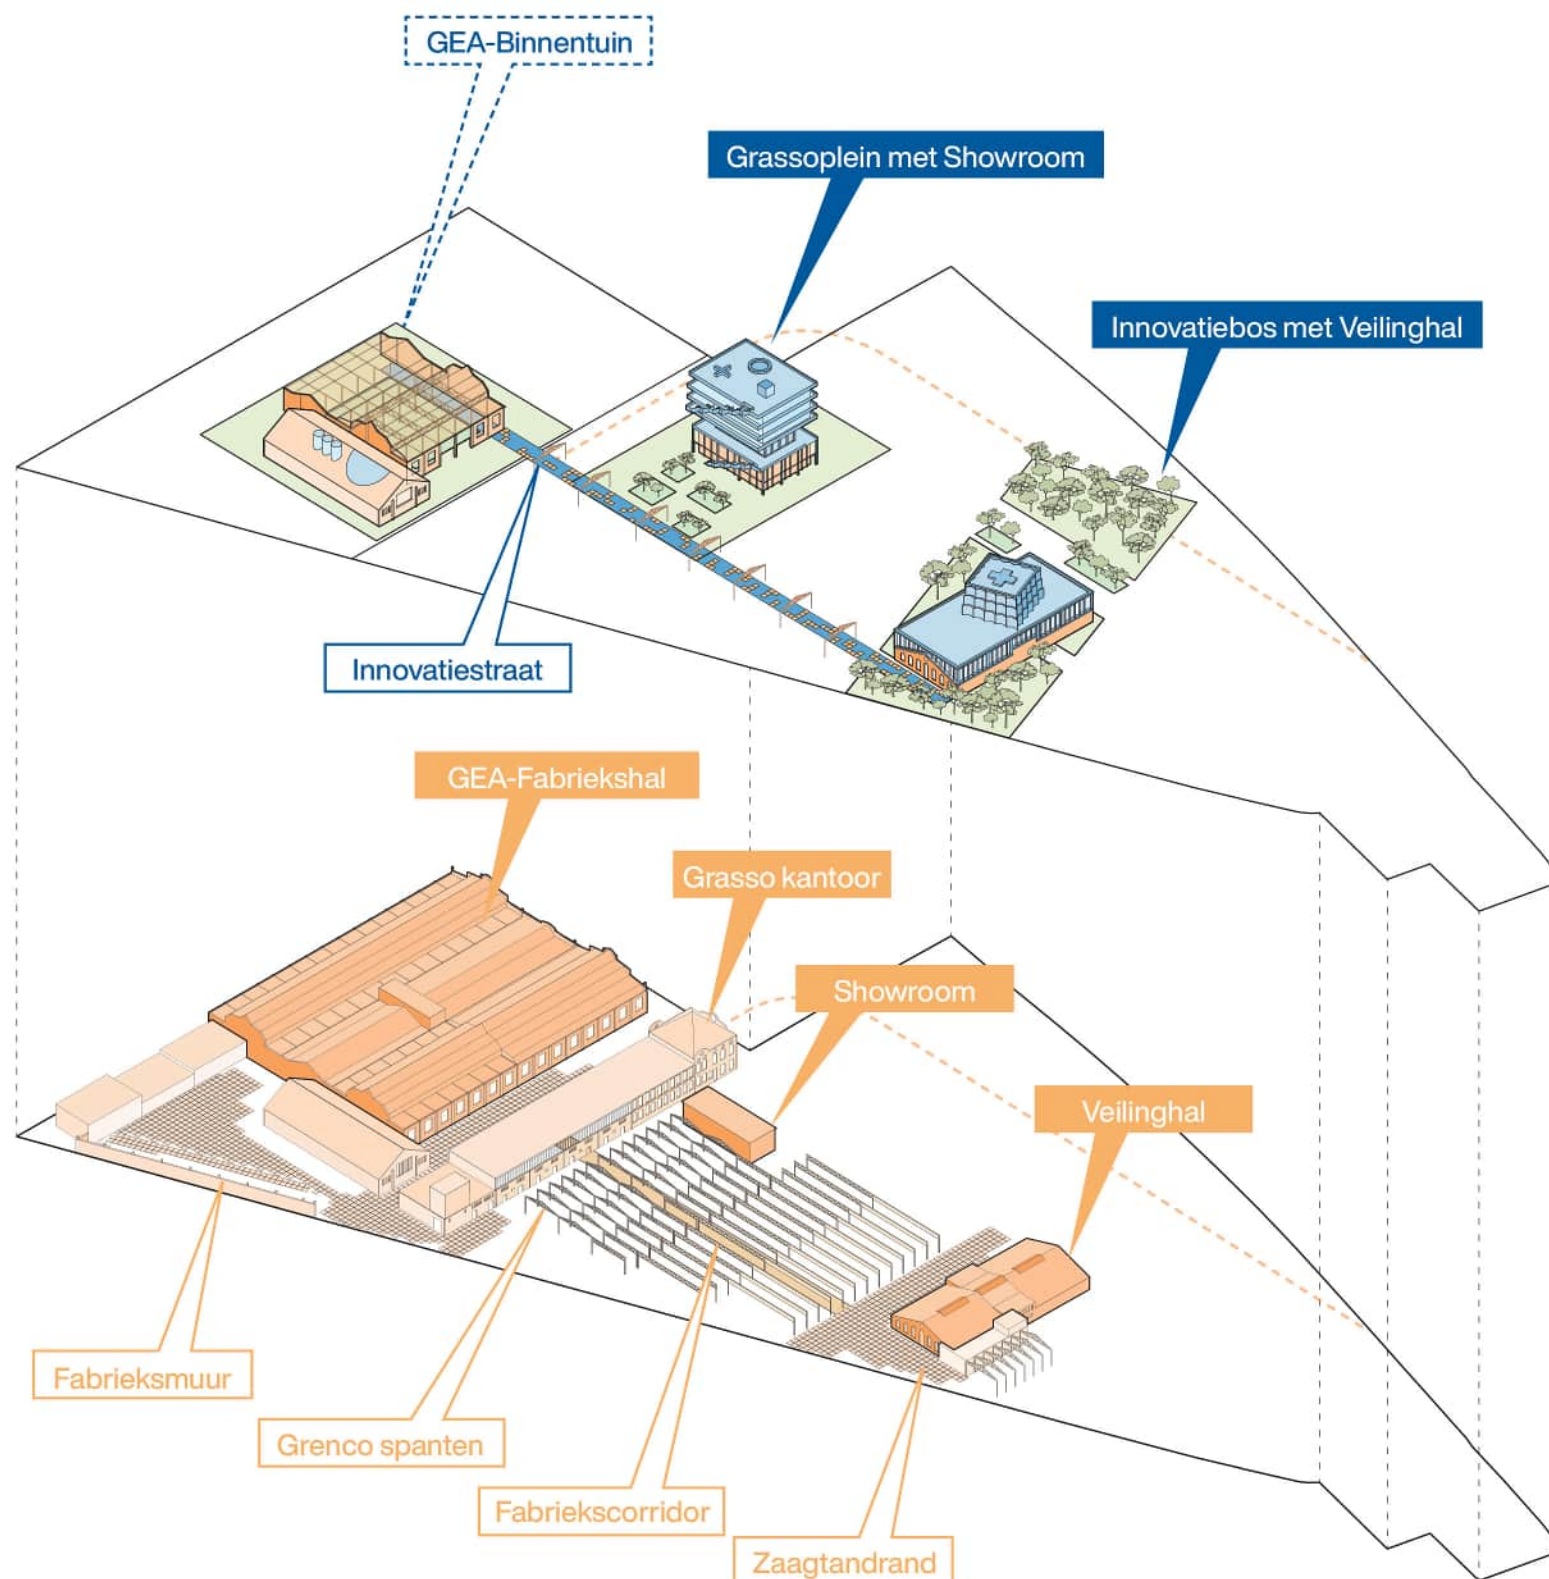 GEA-Binnentuin
Grassoplein met Showroom
Innovatiebos met Veilinghal
Innovatiestraat
GEA-Fabriekshal
Grasso kantoor
Showroom
Veilinghal
Fabrieksmuur
Grenco spanten
Fabriekscorridor
Zaagtandrand